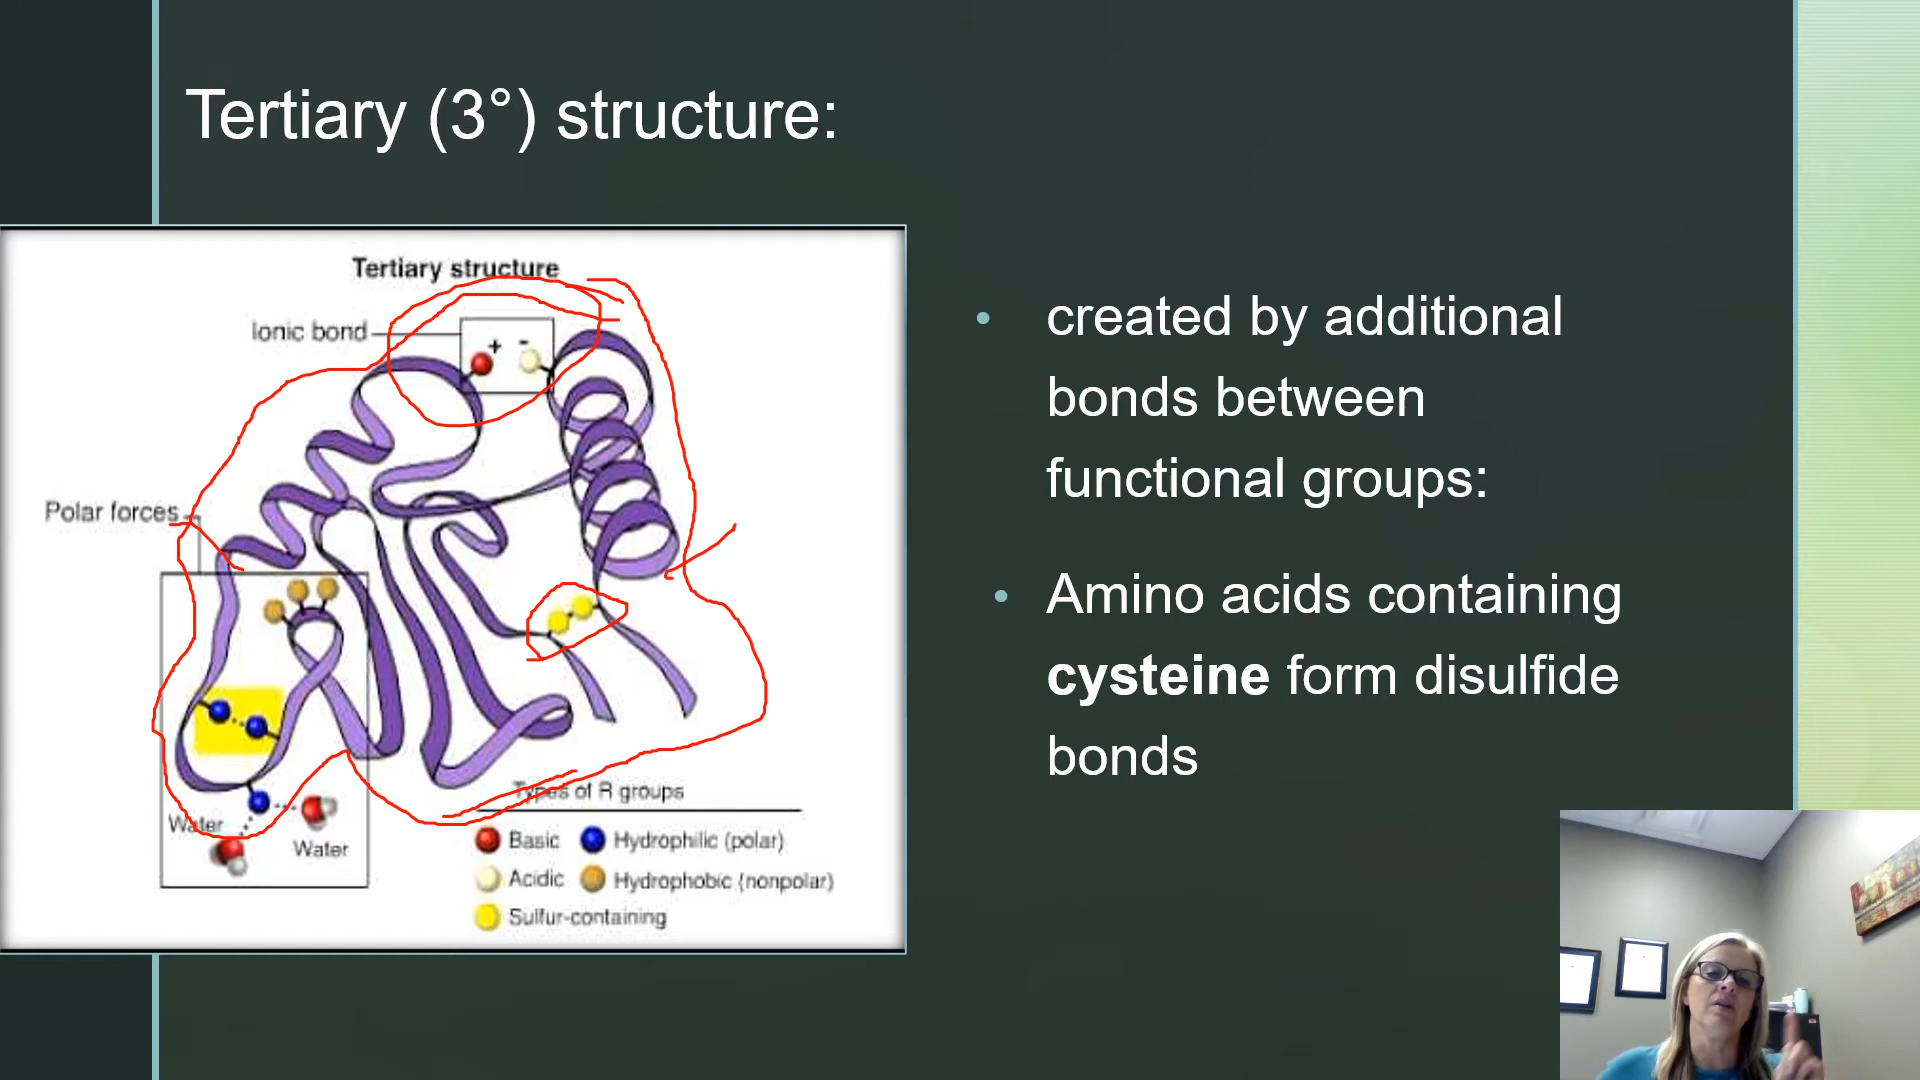 Tertiary (3°) structure:
Tertiary structure
Ionic bond
+ -
Polar forces
Water
Water
Types of R groups
Basic
Hydrophilic (polar)
Acidic
Hydrophobic (nonpolar)
Sulfur-containing
• created by additional
bonds between
functional groups:
• Amino acids containing
cysteine form disulfide
bonds